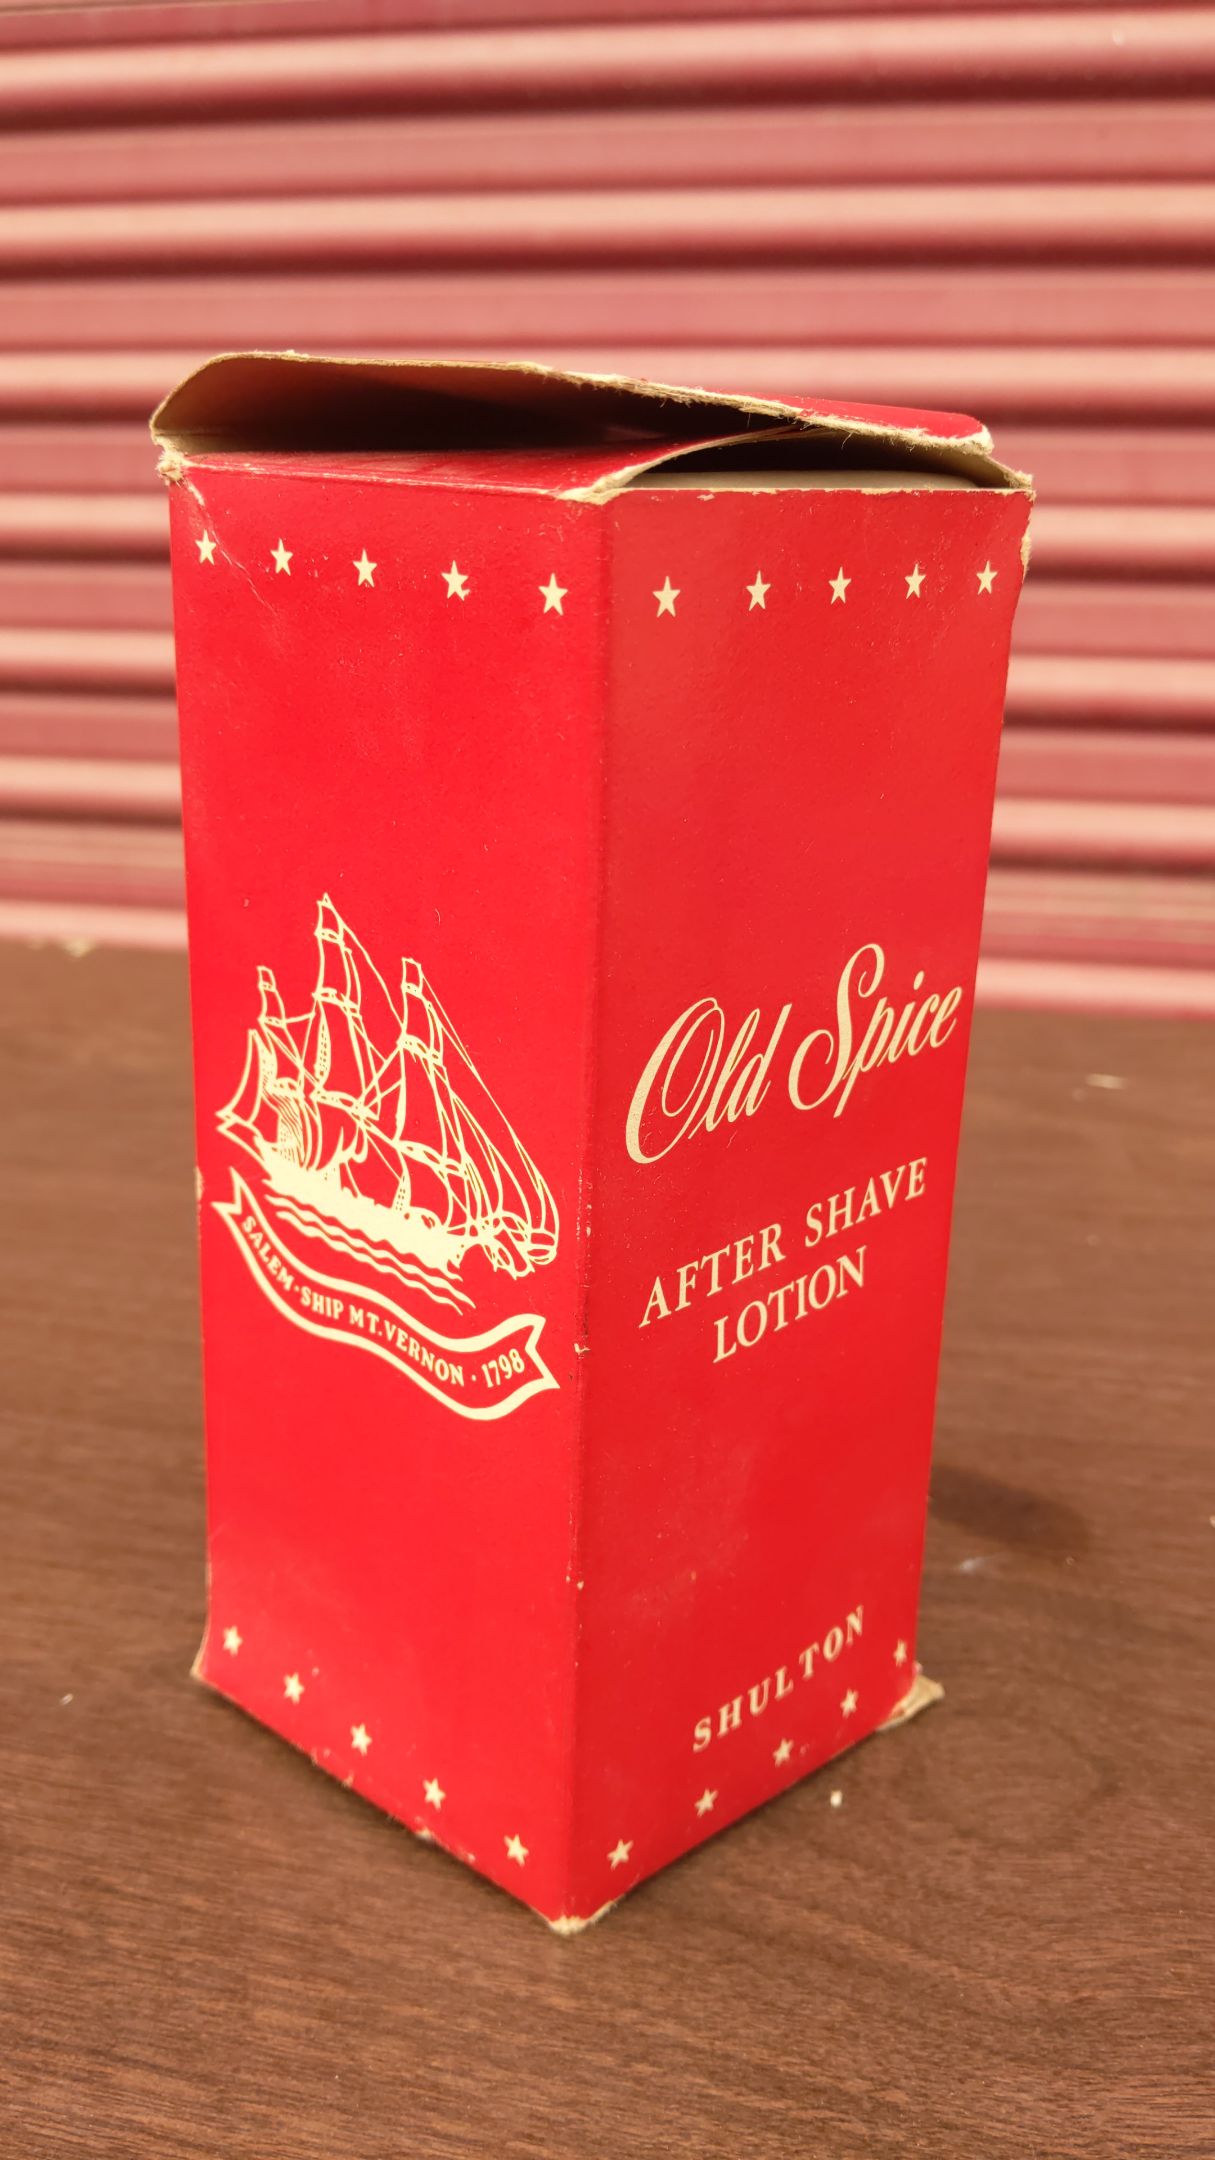 SALEM · SHIP MT. VERNON · 1798
Old Spice
AFTER SHAVE
LOTION
SHULTON